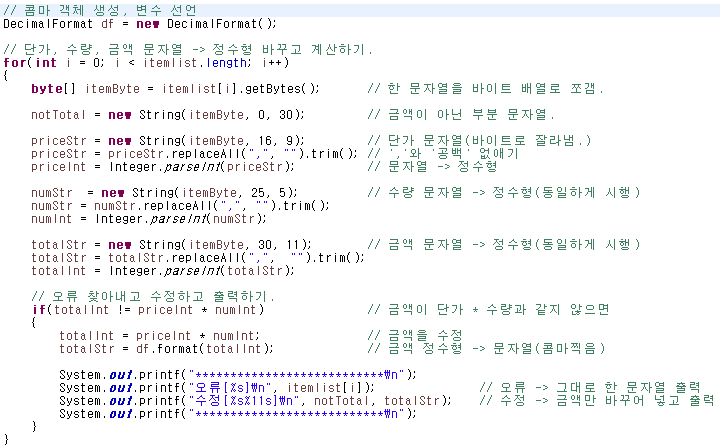 // 콤마 객체 생성, 변수 선언
DecimalFormat df = new DecimalFormat();
// 단가, 수량, 금액 문자열 -> 정수형 바꾸고 계산하기.
for(int i = 0; i < itemlist.length; i++)
{
byte[] itemByte = itemlist[i].getBytes(); // 한 문자열을 바이트 배열로 쪼갬.
notTotal = new String(itemByte, 0, 30); // 금액이 아닌 부분 문자열.
priceStr = new String(itemByte, 16, 9); // 단가 문자열(바이트로 잘라냄.)
priceStr = priceStr.replaceAll(",", "").trim(); // ','와 '공백' 없애기
priceInt = Integer.parseInt(priceStr); // 문자열 -> 정수형
numStr  = new String(itemByte, 25, 5); // 수량 문자열 -> 정수형(동일하게 시행)
numStr = numStr.replaceAll(",", "").trim();
numInt = Integer.parseInt(numStr);
totalStr = new String(itemByte, 30, 11); // 금액 문자열 -> 정수형(동일하게 시행)
totalStr = totalStr.replaceAll(",",  "").trim();
totalInt = Integer.parseInt(totalStr);
// 오류 찾아내고 수정하고 출력하기.
if(totalInt != priceInt * numInt) // 금액이 단가 * 수량과 같지 않으면
{
totalInt = priceInt * numInt; // 금액을 수정
totalStr = df.format(totalInt); // 금액 정수형 -> 문자열(콤마찍음)
System.out.printf("***************************\n");
System.out.printf("오류[%s]\n", itemlist[i]); // 오류 -> 그대로 한 문자열 출력
System.out.printf("수정[%s%11s]\n", notTotal, totalStr); // 수정 -> 금액만 바꾸어 넣고 출력
System.out.printf("***************************\n");
}
}